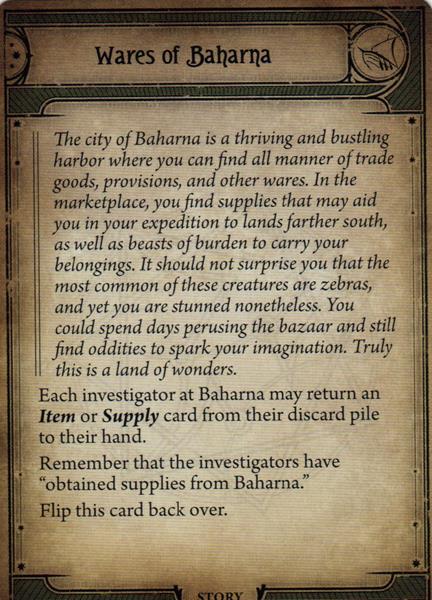 Wares of Baharna
The city of Baharna is a thriving and bustling
harbor where you can find all manner of trade
goods, provisions, and other wares. In the
marketplace, you find supplies that may aid
you in your expedition to lands farther south,
as well as beasts of burden to carry your
belongings. It should not surprise you that the
most common of these creatures are zebras,
and yet you are stunned nonetheless. You
could spend days perusing the bazaar and still
find oddities to spark your imagination. Truly
this is a land of wonders.
Each investigator at Baharna may return an
Item or Supply card from their discard pile
to their hand.
Remember that the investigators have
“obtained supplies from Baharna.”
Flip this card back over.
STORY